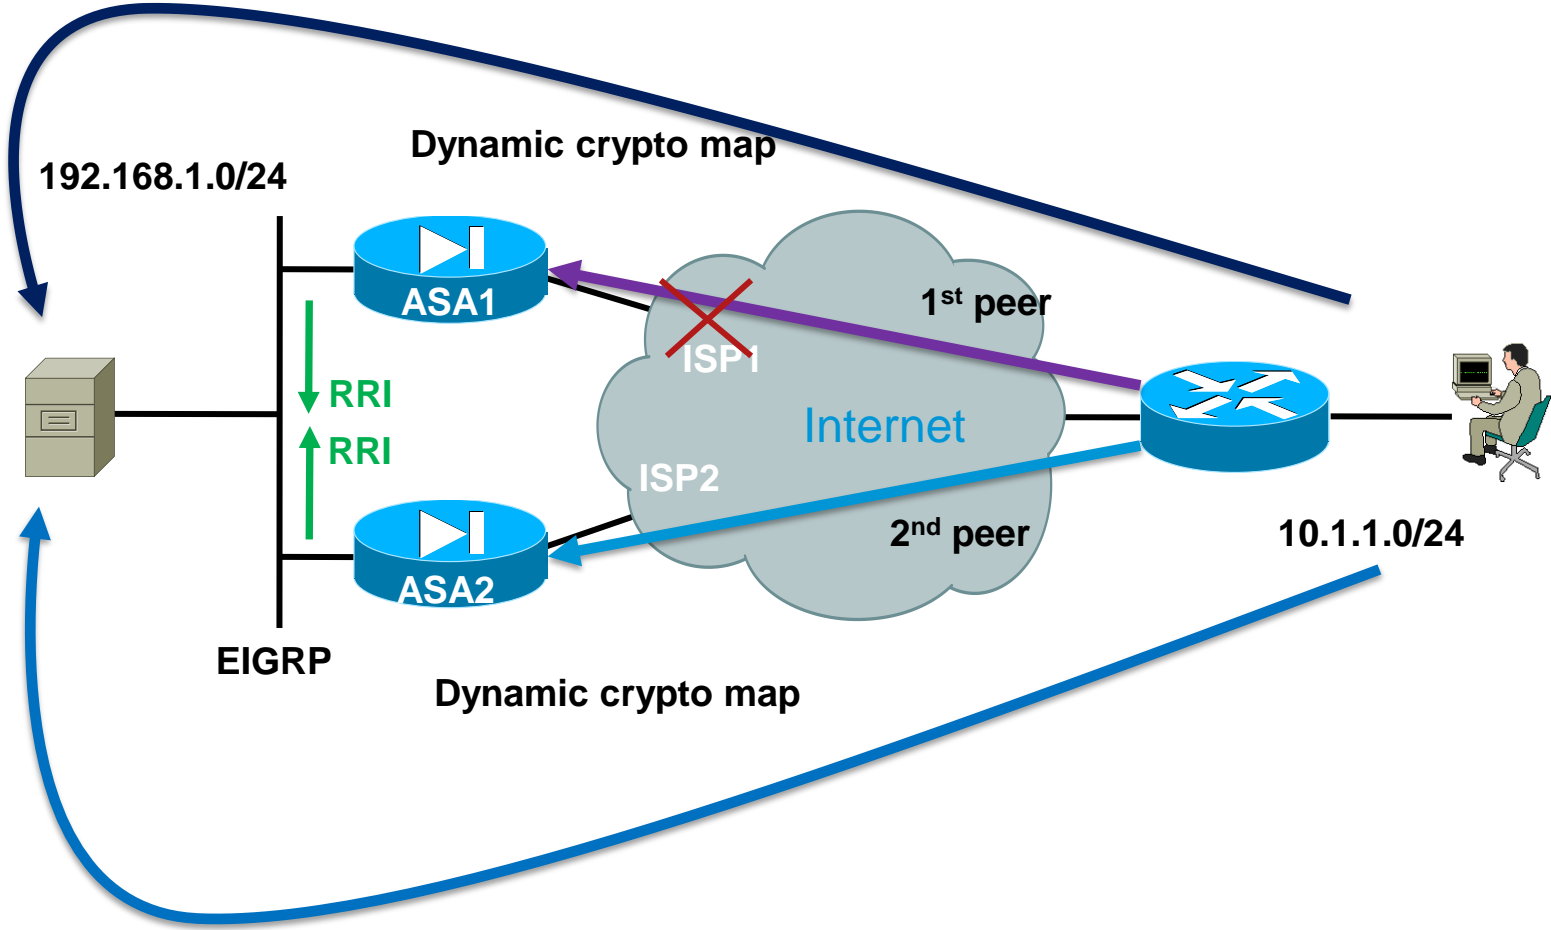 Dynamic crypto map
192.168.1.0/24
ASA1
1st peer
ISP1
RRI
Internet
RRI
ISP2
2nd peer
10.1.1.0/24
ASA2
EIGRP
Dynamic crypto map